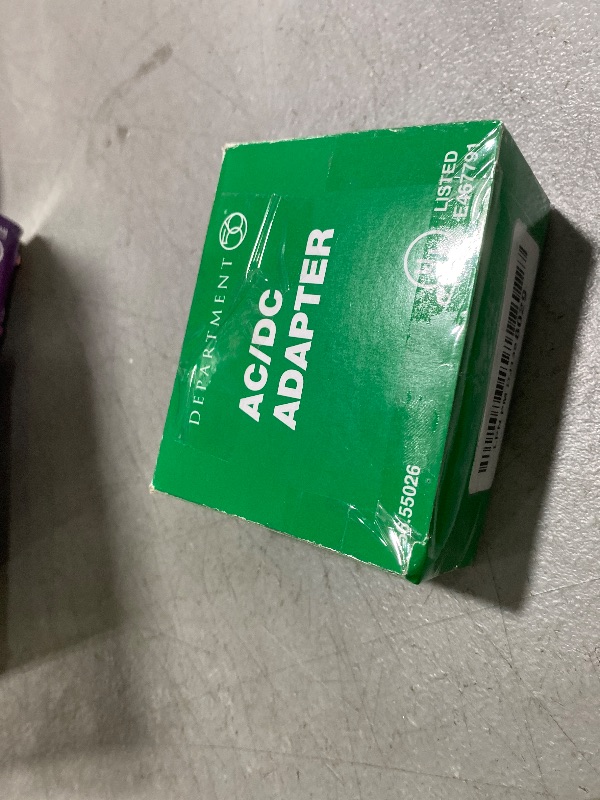 DEPARTMENT
AC/DC
ADAPTER
LISTED
E467791
.55026